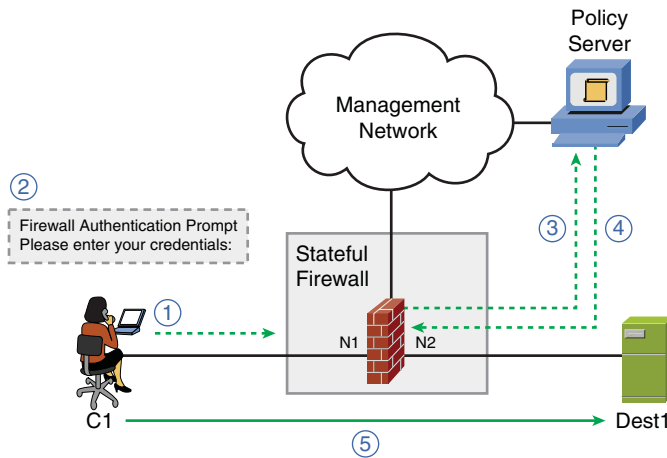 Policy
Server
Management
Network
2
Firewall Authentication Prompt
Please enter your credentials:
3
4
Stateful
Firewall
1
N1
N2
C1
Dest1
5